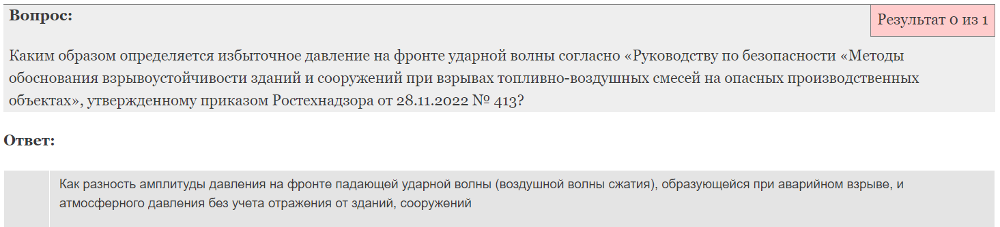 Вопрос:
Результат 0 из 1
Каким образом определяется избыточное давление на фронте ударной волны согласно «Руководству по безопасности «Методы
обоснования взрывоустойчивости зданий и сооружений при взрывах топливно-воздушных смесей на опасных производственных
объектах», утвержденному приказом Ростехнадзора от 28.11.2022 № 413?
Ответ:
Как разность амплитуды давления на фронте падающей ударной волны (воздушной волны сжатия), образующейся при аварийном взрыве, и
атмосферного давления без учета отражения от зданий, сооружений